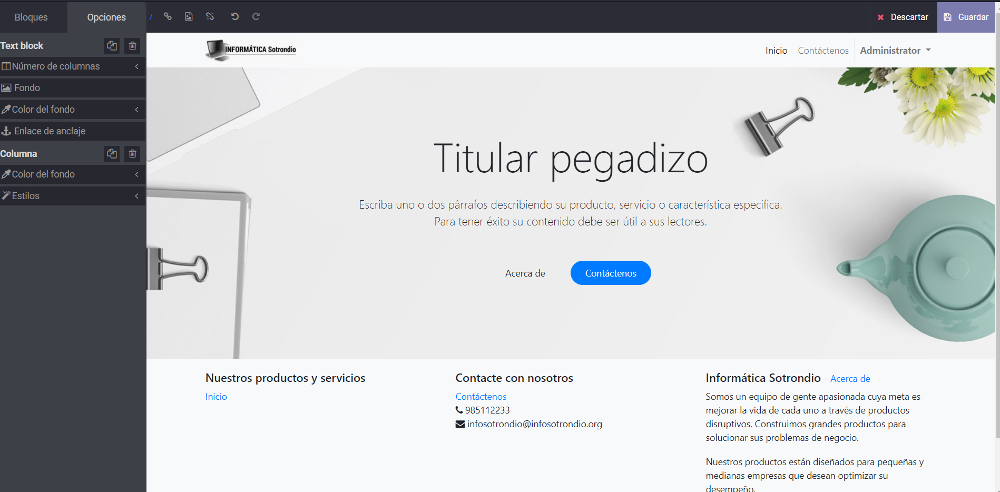 Bloques
Opciones
Descartar
Guardar
Text block
Número de columnas
Fondo
Color del fondo
Enlace de anclaje
Columna
Color del fondo
Estilos
INFORMÁTICA Sotrondio
Inicio
Contáctenos
Administrator
Titular pegadizo
Escriba uno o dos párrafos describiendo su producto, servicio o característica especifica.
Para tener éxito su contenido debe ser útil a sus lectores.
Acerca de
Contáctenos
Nuestros productos y servicios
Inicio
Contacte con nosotros
Contáctenos
985112233
infosotrondio@infosotrondio.org
Informática Sotrondio - Acerca de
Somos un equipo de gente apasionada cuya meta es
mejorar la vida de cada uno a través de productos
disruptivos. Construimos grandes productos para
solucionar sus problemas de negocio.
Nuestros productos están diseñados para pequeñas y
medianas empresas que desean optimizar su
desempeño.